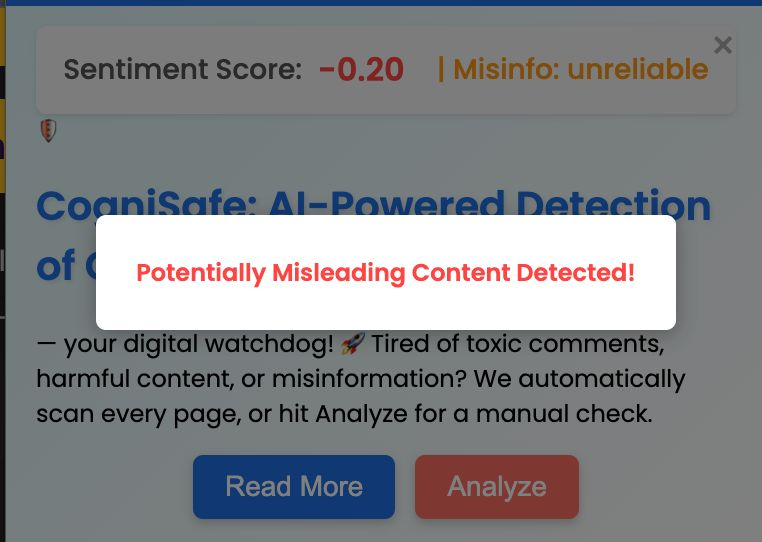 Sentiment Score: -0.20 | Misinfo: unreliable
CogniSafe: AI-Powered Detection
of
Potentially Misleading Content Detected!
— your digital watchdog! 🚀 Tired of toxic comments,
harmful content, or misinformation? We automatically
scan every page, or hit Analyze for a manual check.
Read More
Analyze